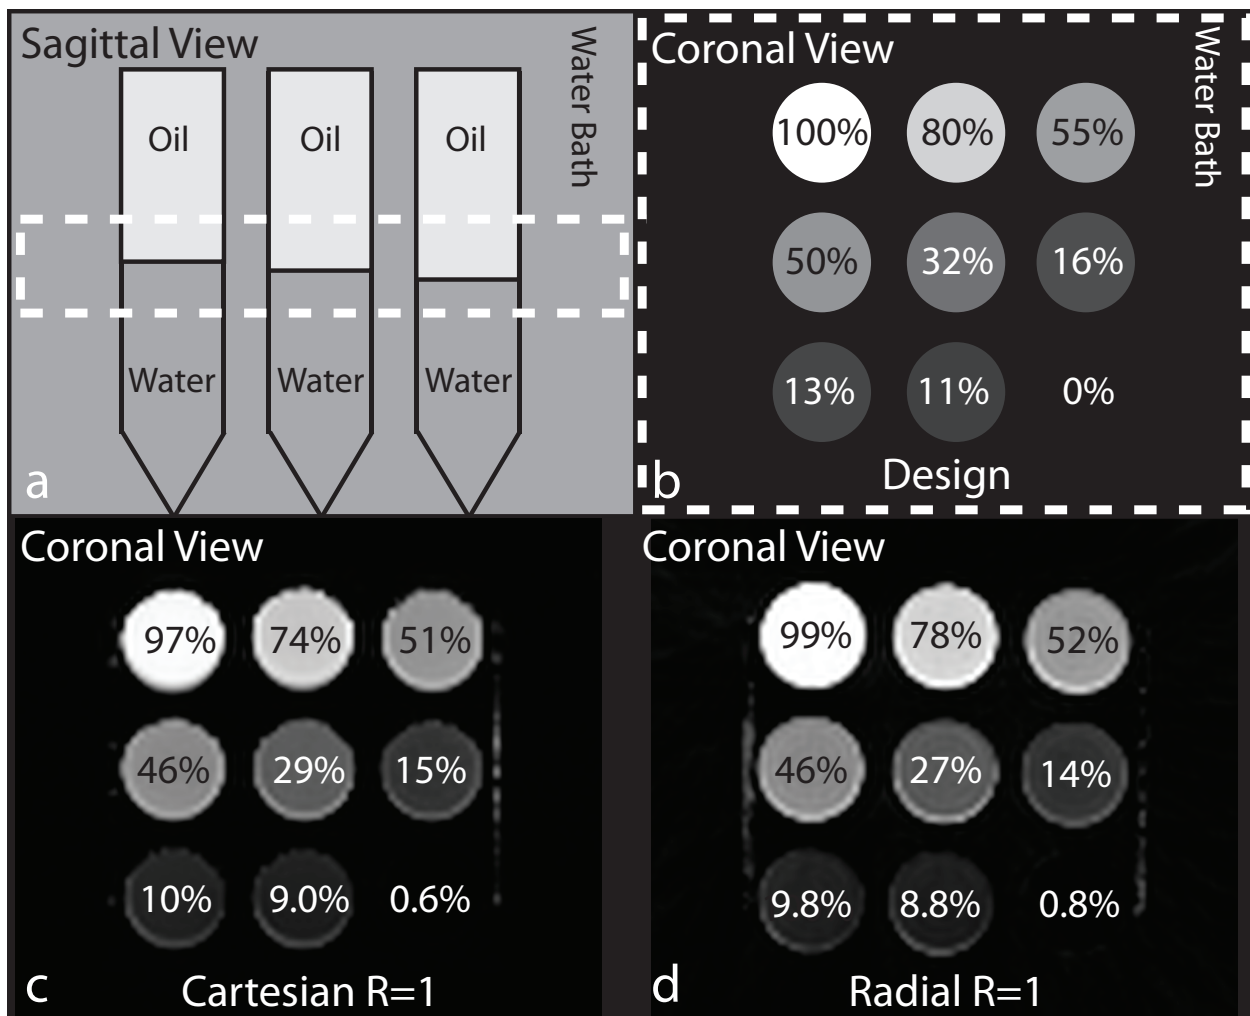 Sagittal View
Water Bath
Oil
Oil
Oil
Water
Water
Water
a
Coronal View
Water Bath
100%
80%
55%
50%
32%
16%
13%
11%
0%
Design
b
Coronal View
97%
74%
51%
46%
29%
15%
10%
9.0%
0.6%
c
Cartesian R=1
Coronal View
99%
78%
52%
46%
27%
14%
9.8%
8.8%
0.8%
d
Radial R=1